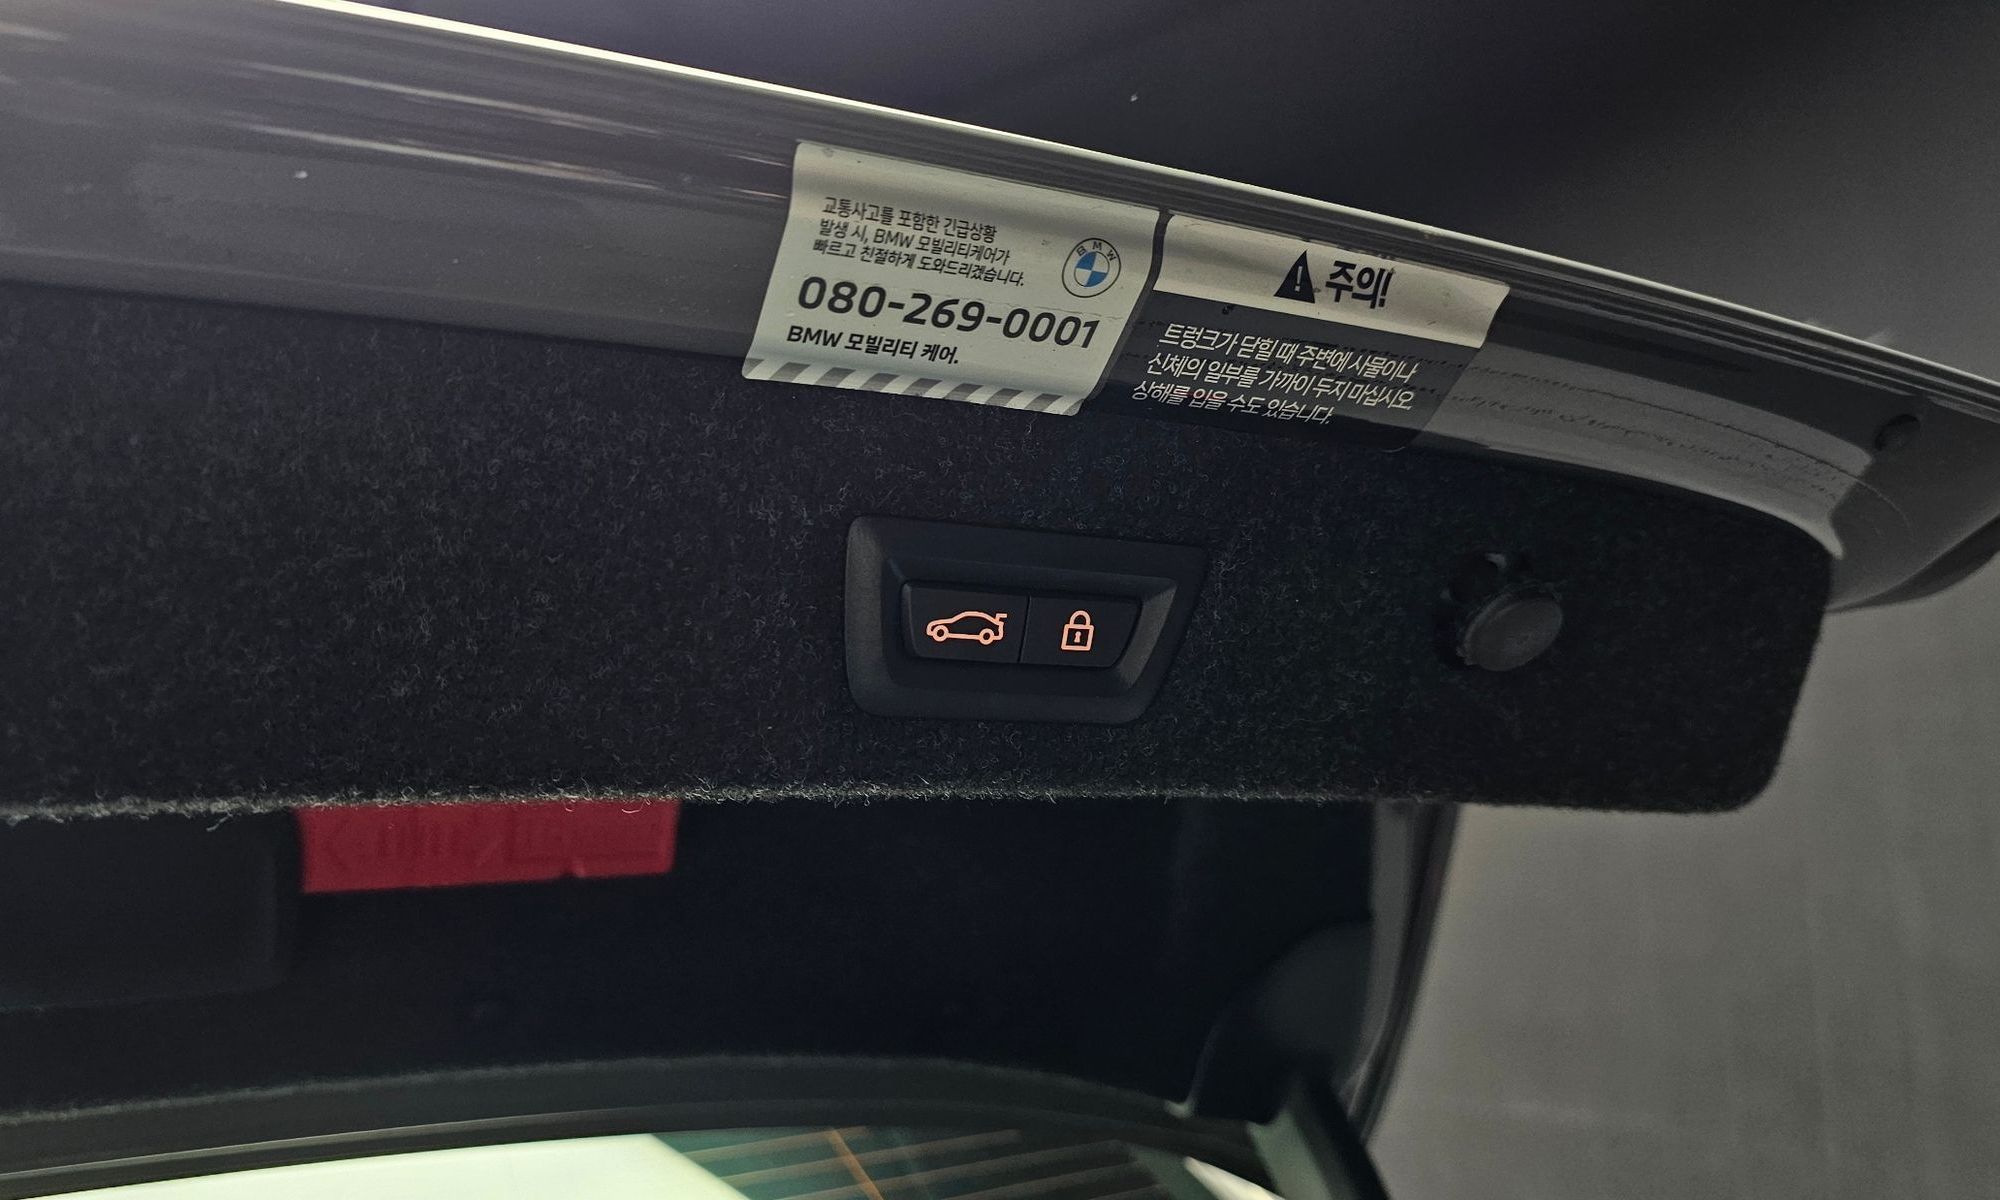 교통사고를 포함한 긴급상황
발생 시, BMW 모빌리티케어가
빠르고 친절하게 도와드리겠습니다.
BMW
080-269-0001
BMW 모빌리티 케어.
주의!
트렁크가 닫힐 때 주변에 사물이나
신체의 일부를 가까이 두지 마십시오
상해를 입을 수도 있습니다.